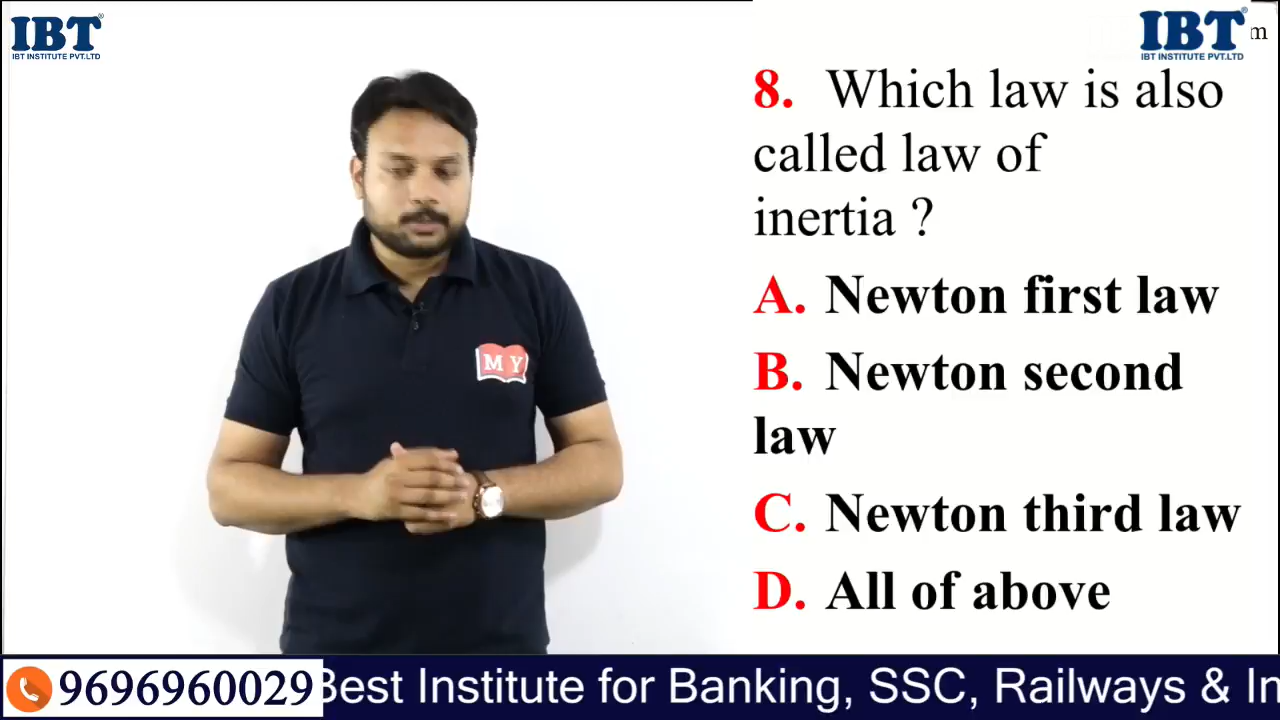 IBT
IBT INSTITUTE PVT.LTD
IBT
IBT INSTITUTE PVT.LTD
m
8. Which law is also
called law of
inertia ?
A. Newton first law
B. Newton second
law
C. Newton third law
D. All of above
M Y
9696960029 Best Institute for Banking, SSC, Railways & In